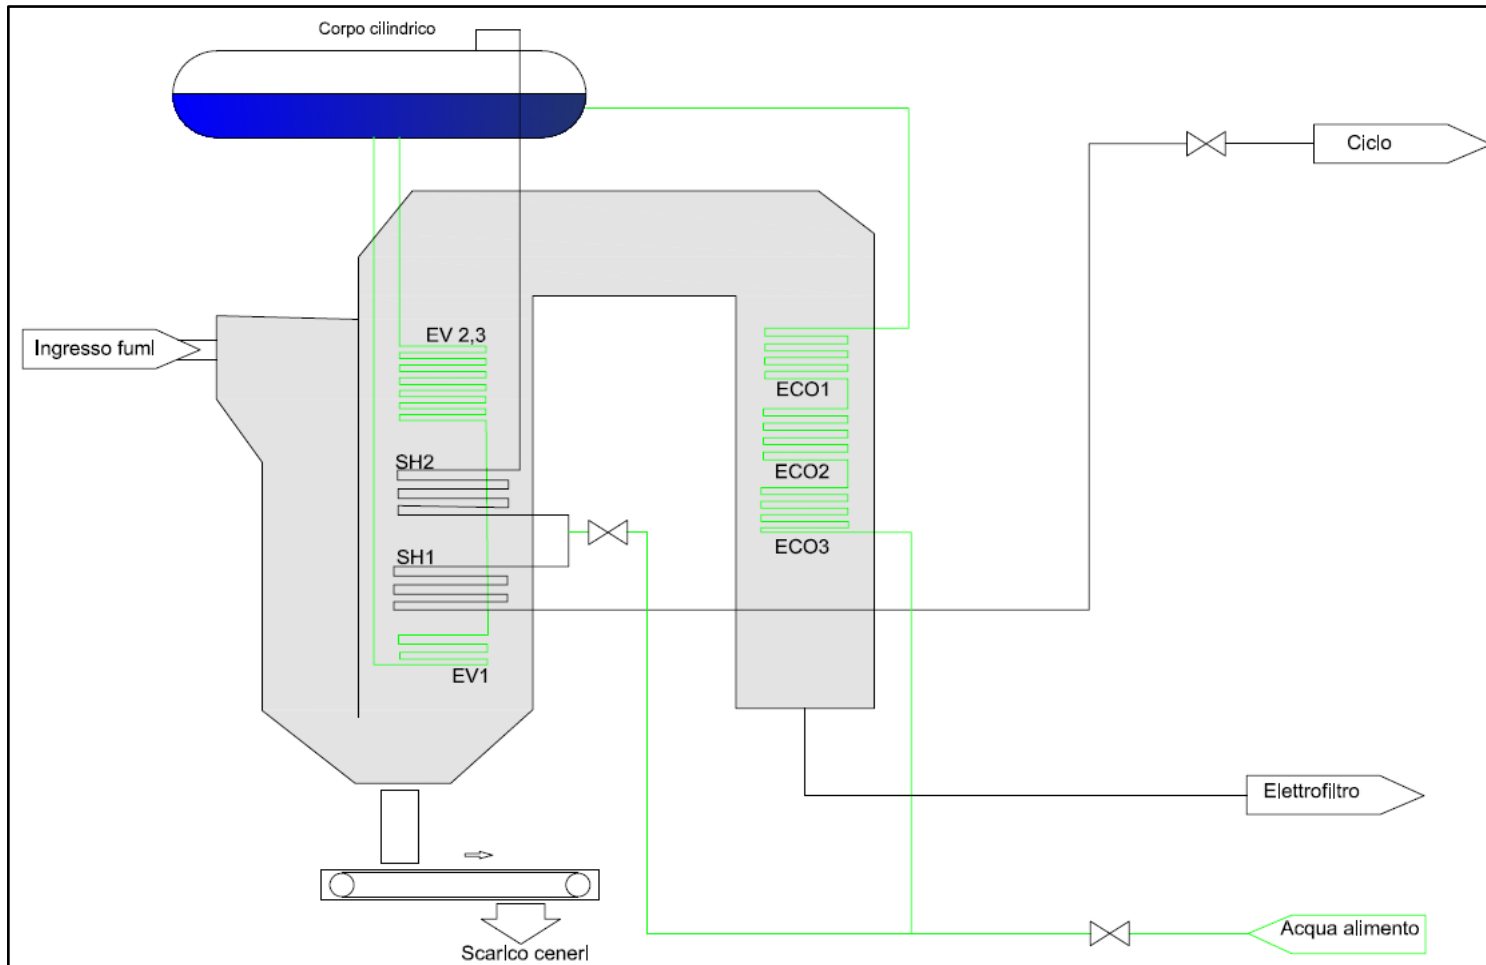 Corpo cilindrico
Ciclo
Ingresso fumi
EV 2,3
ECO1
SH2
ECO2
SH1
ECO3
EV1
Elettrofiltro
Acqua alimento
Scarico ceneri